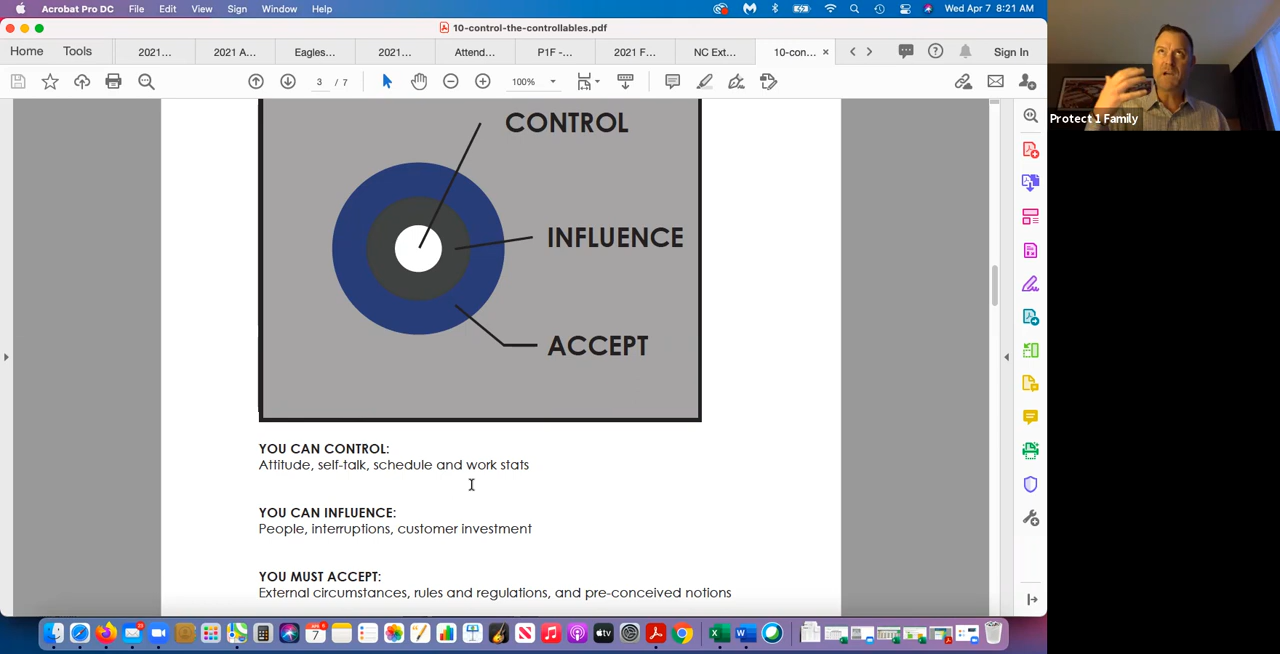 Acrobat Pro DC File Edit View Sign Window Help Wed Apr 7 8:21 AM
10-control-the-controllables.pdf
Home Tools 2021... 2021 A... Eagles... 2021... Attend... P1F -... 2021 F... NC Ext... 10-con... × Sign In
3 / 7 100%
Protect 1 Family
CONTROL
INFLUENCE
ACCEPT
YOU CAN CONTROL:
Attitude, self-talk, schedule and work stats
YOU CAN INFLUENCE:
People, interruptions, customer investment
YOU MUST ACCEPT:
External circumstances, rules and regulations, and pre-conceived notions